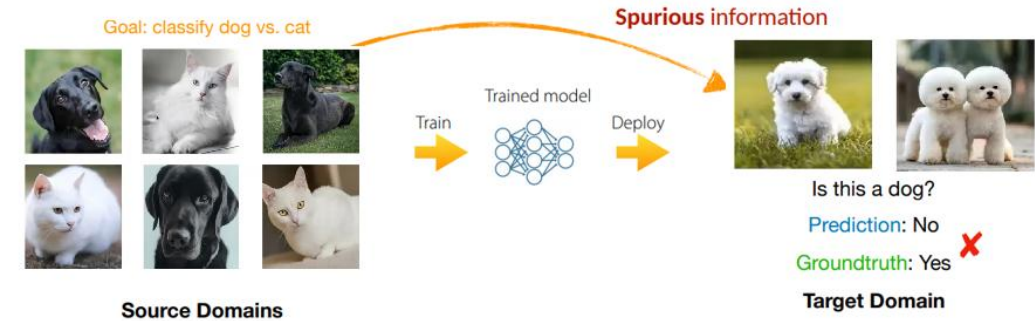 Goal: classify dog vs. cat
Spurious information
Train
Trained model
Deploy
Is this a dog?
Prediction: No
Groundtruth: Yes
Source Domains
Target Domain